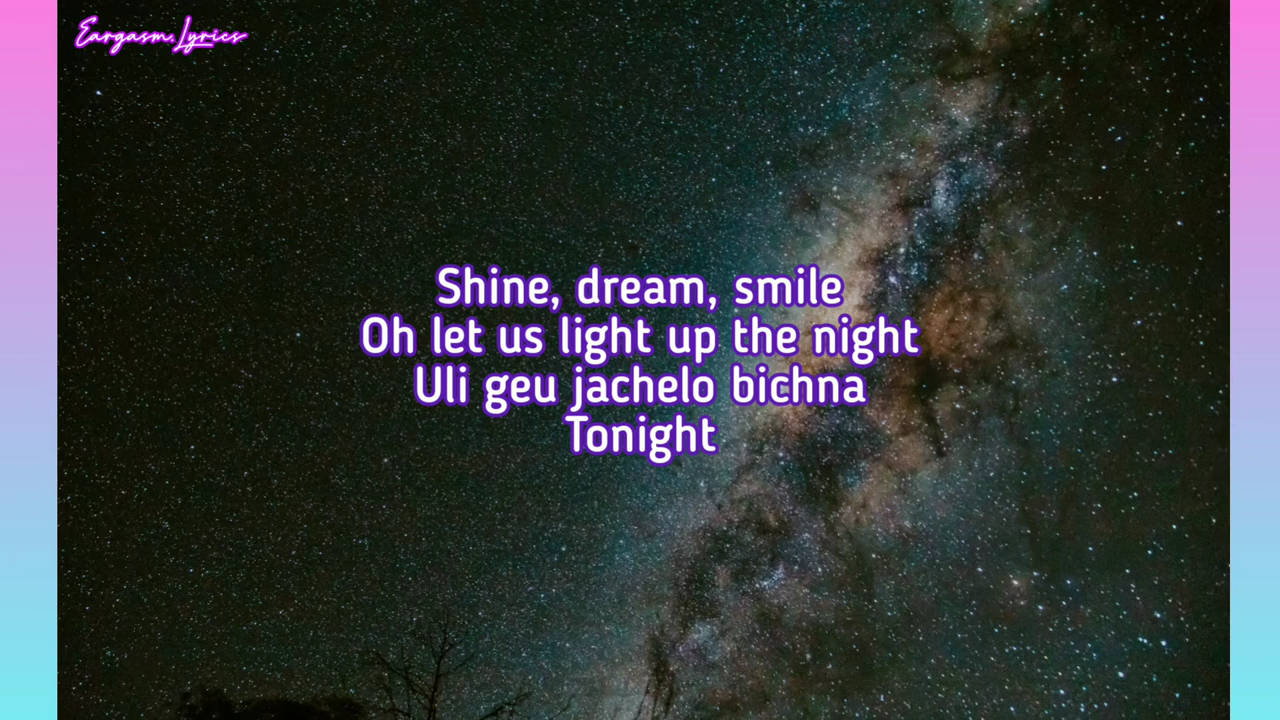 Eargasm.Lyrics
Shine, dream, smile
Oh let us light up the night
Uli geu jachelo bichna
Tonight